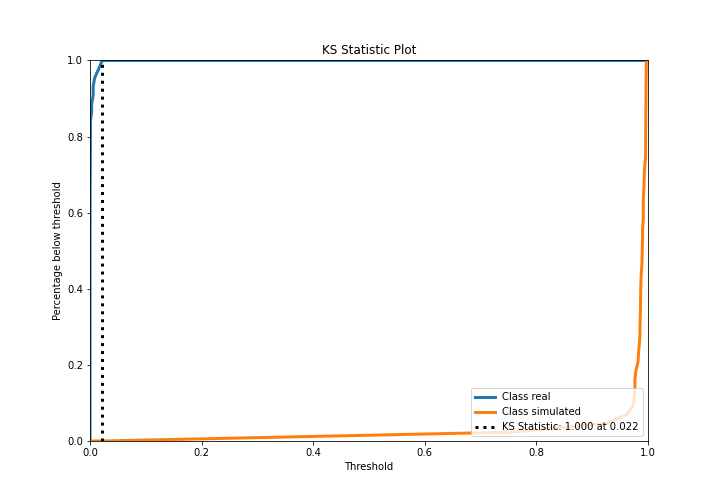 KS Statistic Plot
Percentage below threshold
1.0
0.8
0.6
0.4
0.2
0.0
0.0 0.2 0.4 0.6 0.8 1.0
Threshold
Class real
Class simulated
KS Statistic: 1.000 at 0.022